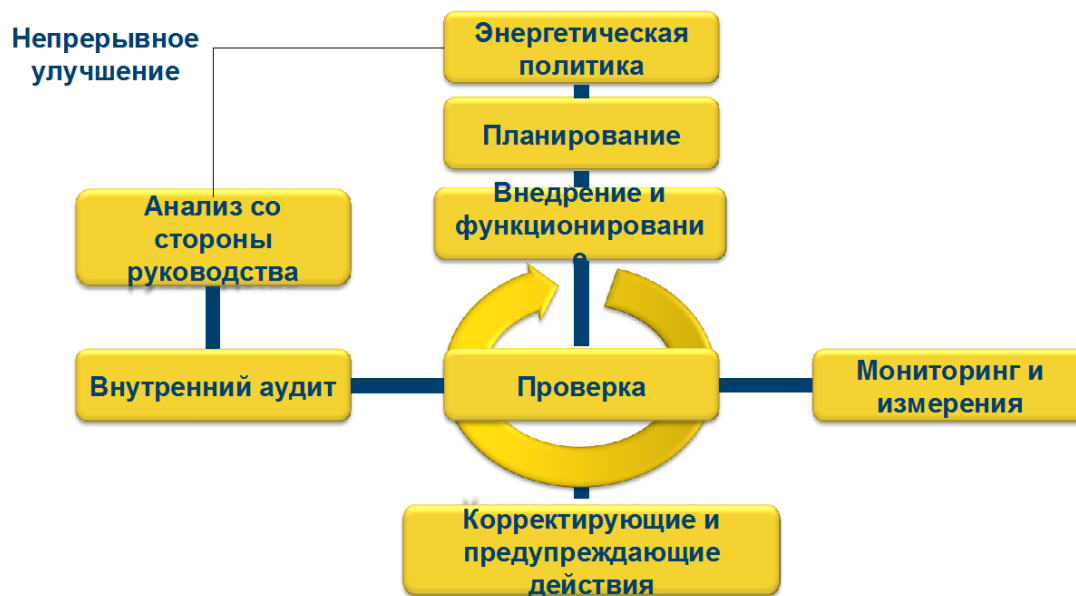 Непрерывное
улучшение
Энергетическая
политика
Планирование
Внедрение и
функционировани
е
Анализ со
стороны
руководства
Внутренний аудит
Проверка
Мониторинг и
измерения
Корректирующие и
предупреждающие
действия